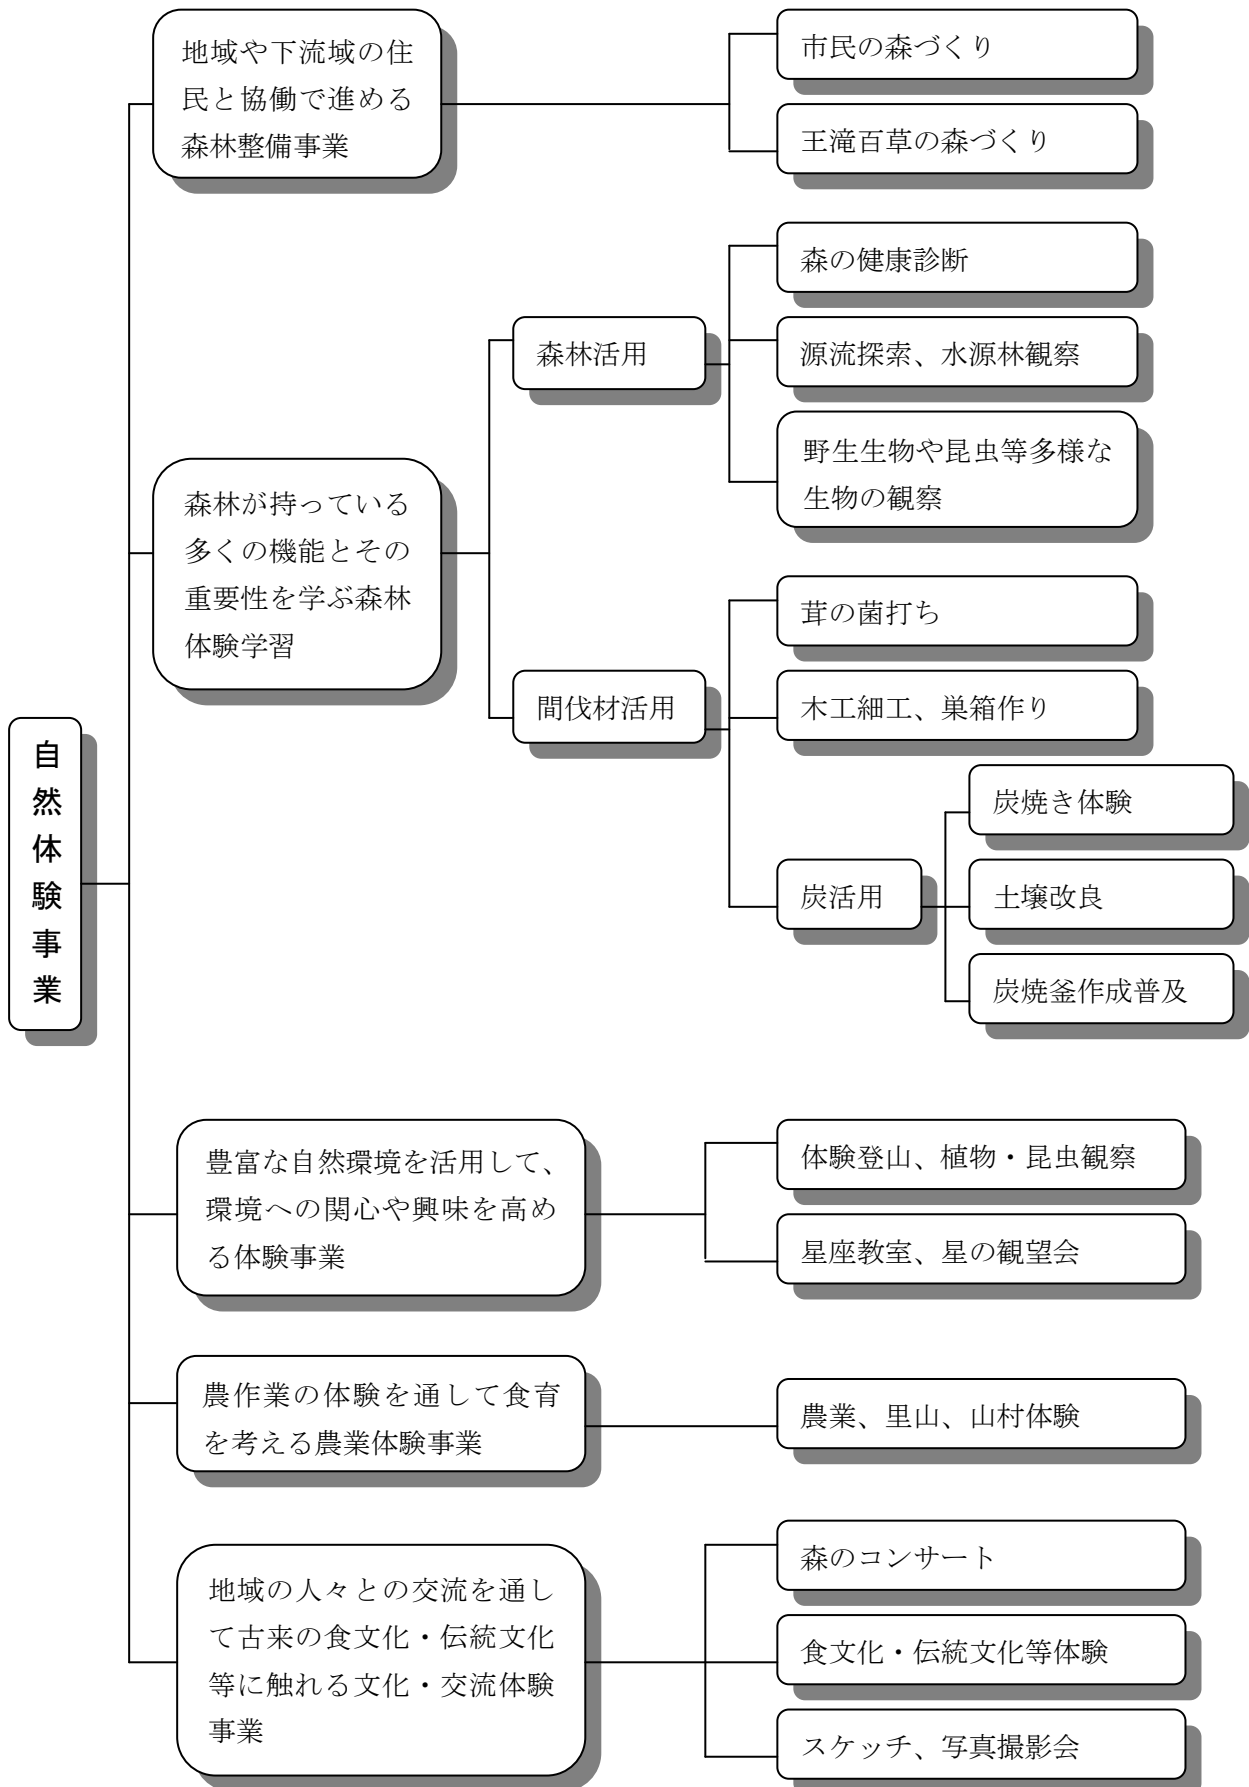 自然体験事業
地域や下流域の住
民と協働で進める
森林整備事業
市民の森づくり
王滝百草の森づくり
森林が持っている
多くの機能とその
重要性を学ぶ森林
体験学習
森林活用
森の健康診断
源流探索、水源林観察
野生生物や昆虫等多様な
生物の観察
間伐材活用
茸の菌打ち
木工細工、巣箱作り
炭活用
炭焼き体験
土壌改良
炭焼釜作成普及
豊富な自然環境を活用して、
環境への関心や興味を高め
る体験事業
体験登山、植物・昆虫観察
星座教室、星の観望会
農作業の体験を通して食育
を考える農業体験事業
農業、里山、山村体験
地域の人々との交流を通し
て古来の食文化・伝統文化
等に触れる文化・交流体験
事業
森のコンサート
食文化・伝統文化等体験
スケッチ、写真撮影会